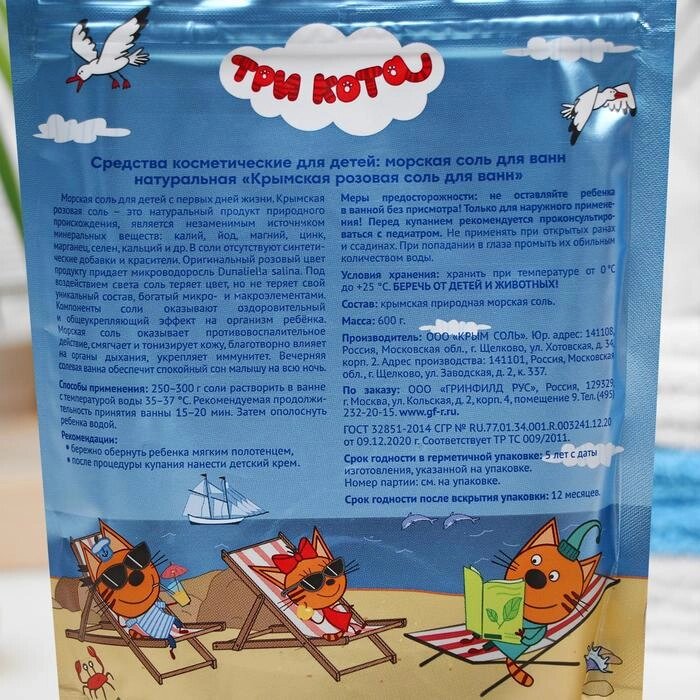 ТРИ КОТА
Средства косметические для детей: морская соль для ванн
натуральная «Крымская розовая соль для ванн»
Морская соль для детей с первых дней жизни. Крымская
розовая соль – это натуральный продукт природного
происхождения, является незаменимым источником
минеральных веществ: калий, йод, магний, цинк,
марганец, селен, кальций и др. В соли отсутствуют синтети-
ческие добавки и красители. Оригинальный розовый цвет
продукту придает микроводоросль Dunaliella salina. Под
воздействием света соль теряет цвет, но не теряет свой
уникальный состав, богатый микро- и макроэлементами.
Компоненты соли оказывают оздоровительный
и общеукрепляющий эффект на организм ребёнка.
Морская соль оказывает противовоспалительное
действие, смягчает и тонизирует кожу, благотворно влияет
на органы дыхания, укрепляет иммунитет. Вечерняя
солевая ванна обеспечит спокойный сон малышу на всю ночь.
Способы применения: 250–300 г соли растворить в ванне
с температурой воды 35–37 °C. Рекомендуемая продолжи-
тельность принятия ванны 15–20 мин. Затем ополоснуть
ребенка водой.
Рекомендации:
• бережно обернуть ребенка мягким полотенцем,
• после процедуры купания нанести детский крем.
Меры предосторожности: не оставляйте ребенка
в ванной без присмотра! Только для наружного примене-
ния! Перед купанием рекомендуется проконсультиро-
ваться с педиатром. Не применять при открытых ранах
и ссадинах. При попадании в глаза промыть их обильным
количеством воды.
Условия хранения: хранить при температуре от 0 °C
до +25 °C. БЕРЕЧЬ ОТ ДЕТЕЙ И ЖИВОТНЫХ!
Состав: крымская природная морская соль.
Масса: 600 г.
Производитель: ООО «КРЫМ СОЛЬ». Юр. адрес: 141108,
Россия, Московская обл., г. Щелково, ул. Хотовская, д. 34,
корп. 2. Адрес производства: 141101, Россия, Московская
обл., г. Щелково, ул. Заводская, д. 2, к. 337.
По заказу: ООО «ГРИНФИЛД РУС», Россия, 129329,
г. Москва, ул. Кольская, д. 2, корп. 4, помещение 9. Тел. (495)
232-20-15. www.gf-r.ru.
ГОСТ 32851-2014 СГР № RU.77.01.34.001.R.003241.12.20
от 09.12.2020 г. Соответствует ТР ТС 009/2011.
Срок годности в герметичной упаковке: 5 лет с даты
изготовления, указанной на упаковке.
Номер партии: см. на упаковке.
Срок годности после вскрытия упаковки: 12 месяцев.